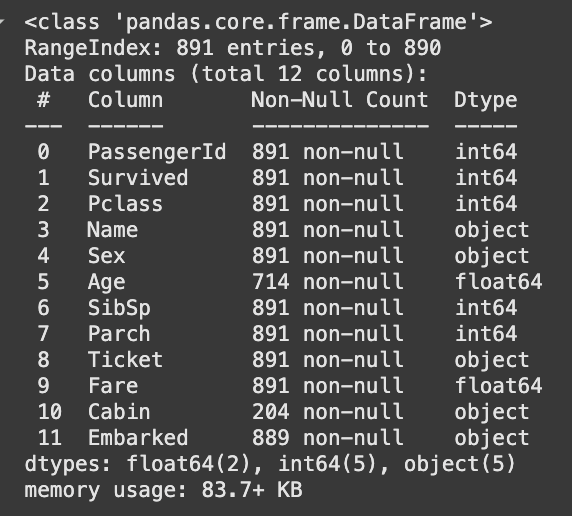 <class 'pandas.core.frame.DataFrame'>
RangeIndex: 891 entries, 0 to 890
Data columns (total 12 columns):
 #   Column       Non-Null Count  Dtype
---  ------       --------------  -----
 0   PassengerId  891 non-null    int64
 1   Survived     891 non-null    int64
 2   Pclass       891 non-null    int64
 3   Name         891 non-null    object
 4   Sex          891 non-null    object
 5   Age          714 non-null    float64
 6   SibSp        891 non-null    int64
 7   Parch        891 non-null    int64
 8   Ticket       891 non-null    object
 9   Fare         891 non-null    float64
 10  Cabin        204 non-null    object
 11  Embarked     889 non-null    object
dtypes: float64(2), int64(5), object(5)
memory usage: 83.7+ KB